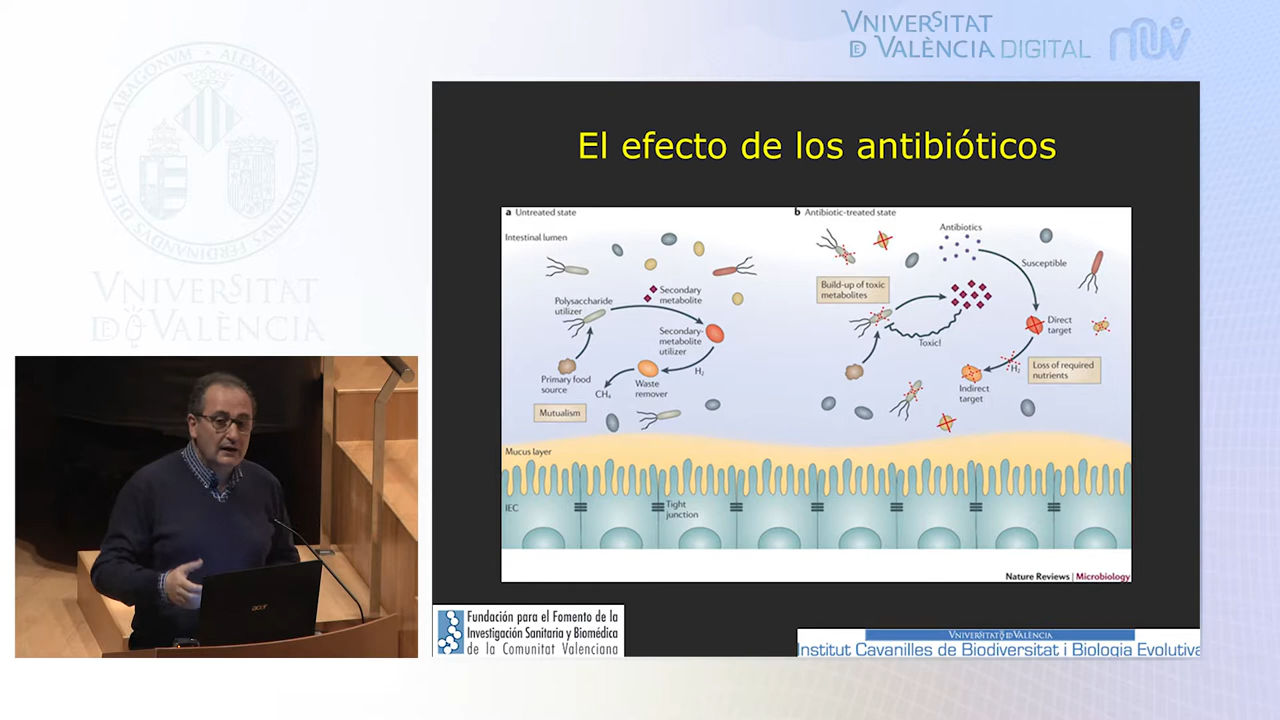 VNIVERSITAT
DE VALÈNCIA DIGITAL
VNIVERSITAT
DE VALÈNCIA
El efecto de los antibióticos
a Untreated state
b Antibiotic-treated state
Intestinal lumen
Antibiotics
Susceptible
Build-up of toxic
metabolites
Secondary
metabolite
Polysaccharide
utilizer
Secondary-
metabolite
utilizer
Toxic!
Direct
target
H₂
H₂
Loss of required
nutrients
Primary food
source
CH₄
Waste
remover
Indirect
target
Mutualism
Mucus layer
IEC
Tight
junction
Nature Reviews | Microbiology
acer
Fundación para el Fomento de la
Investigación Sanitaria y Biomédica
de la Comunitat Valenciana
VNIVERSITATDVALÈNCIA
Institut Cavanilles de Biodiversitat i Biologia Evolutiva